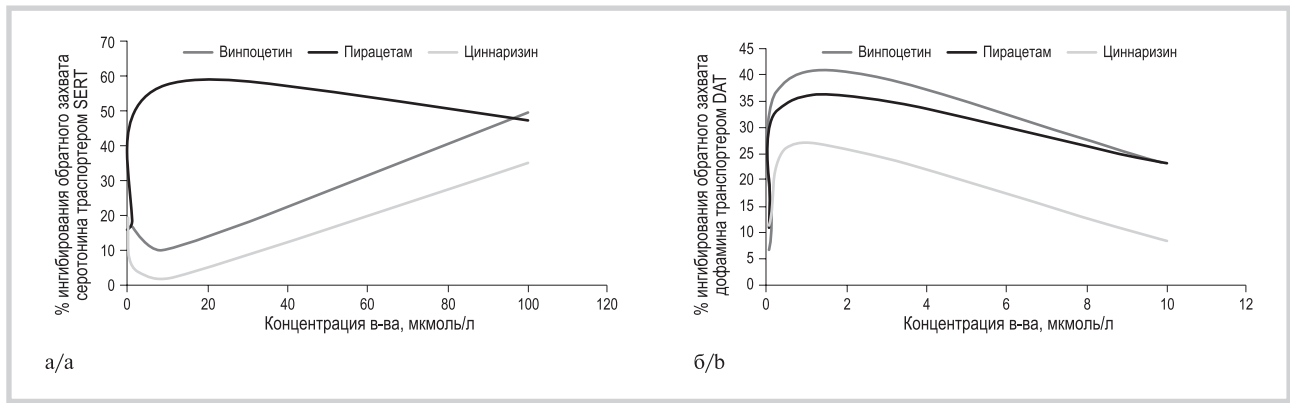 % ингибирования обратного захвата
серотонина траспортером SERT
70
60
50
40
30
20
10
0
Винпоцетин Пирацетам Циннаризин
0 20 40 60 80 100 120
Концентрация в-ва, мкмоль/л
а/a
% ингибирования обратного захвата
дофамина транспортером DAT
45
40
35
30
25
20
15
10
5
0
Винпоцетин Пирацетам Циннаризин
0 2 4 6 8 10 12
Концентрация в-ва, мкмоль/л
б/b